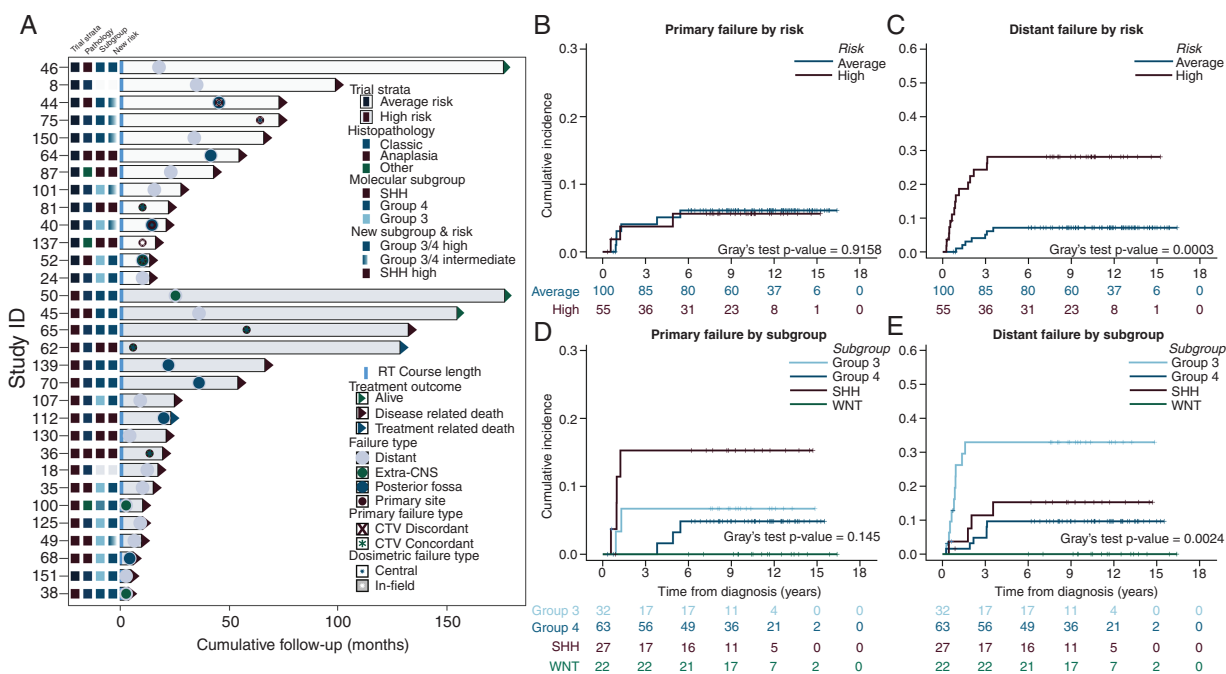 A
Trial strata
Pathology
Subgroup
New risk
Study ID
46
8
44
75
150
64
87
101
81
40
137
52
24
50
45
65
62
139
70
107
112
130
36
18
35
100
125
49
68
151
38
0 50 100 150
Cumulative follow-up (months)
Trial strata
Average risk
High risk
Histopathology
Classic
Anaplasia
Other
Molecular subgroup
SHH
Group 4
Group 3
New subgroup & risk
Group 3/4 high
Group 3/4 intermediate
SHH high
RT Course length
Treatment outcome
Alive
Disease related death
Treatment related death
Failure type
Distant
Extra-CNS
Posterior fossa
Primary site
Primary failure type
CTV Discordant
CTV Concordant
Dosimetric failure type
Central
In-field
B
Primary failure by risk
Risk
Average
High
Cumulative incidence
0.3
0.2
0.1
0.0
Gray's test p-value = 0.9158
0 3 6 9 12 15 18
Average 100 85 80 60 37 6 0
High 55 36 31 23 8 1 0
C
Distant failure by risk
Risk
Average
High
0.6
0.5
0.4
0.3
0.2
0.1
0.0
Gray's test p-value = 0.0003
0 3 6 9 12 15 18
100 85 80 60 37 6 0
55 36 31 23 8 1 0
D
Primary failure by subgroup
Subgroup
Group 3
Group 4
SHH
WNT
Cumulative incidence
0.3
0.2
0.1
0.0
Gray's test p-value = 0.145
0 3 6 9 12 15 18
Time from diagnosis (years)
Group 3 32 17 17 11 4 0 0
Group 4 63 56 49 36 21 2 0
SHH 27 17 16 11 5 0 0
WNT 22 22 21 17 7 2 0
E
Distant failure by subgroup
Subgroup
Group 3
Group 4
SHH
WNT
0.6
0.5
0.4
0.3
0.2
0.1
0.0
Gray's test p-value = 0.0024
0 3 6 9 12 15 18
Time from diagnosis (years)
32 17 17 11 4 0 0
63 56 49 36 21 2 0
27 17 16 11 5 0 0
22 22 21 17 7 2 0